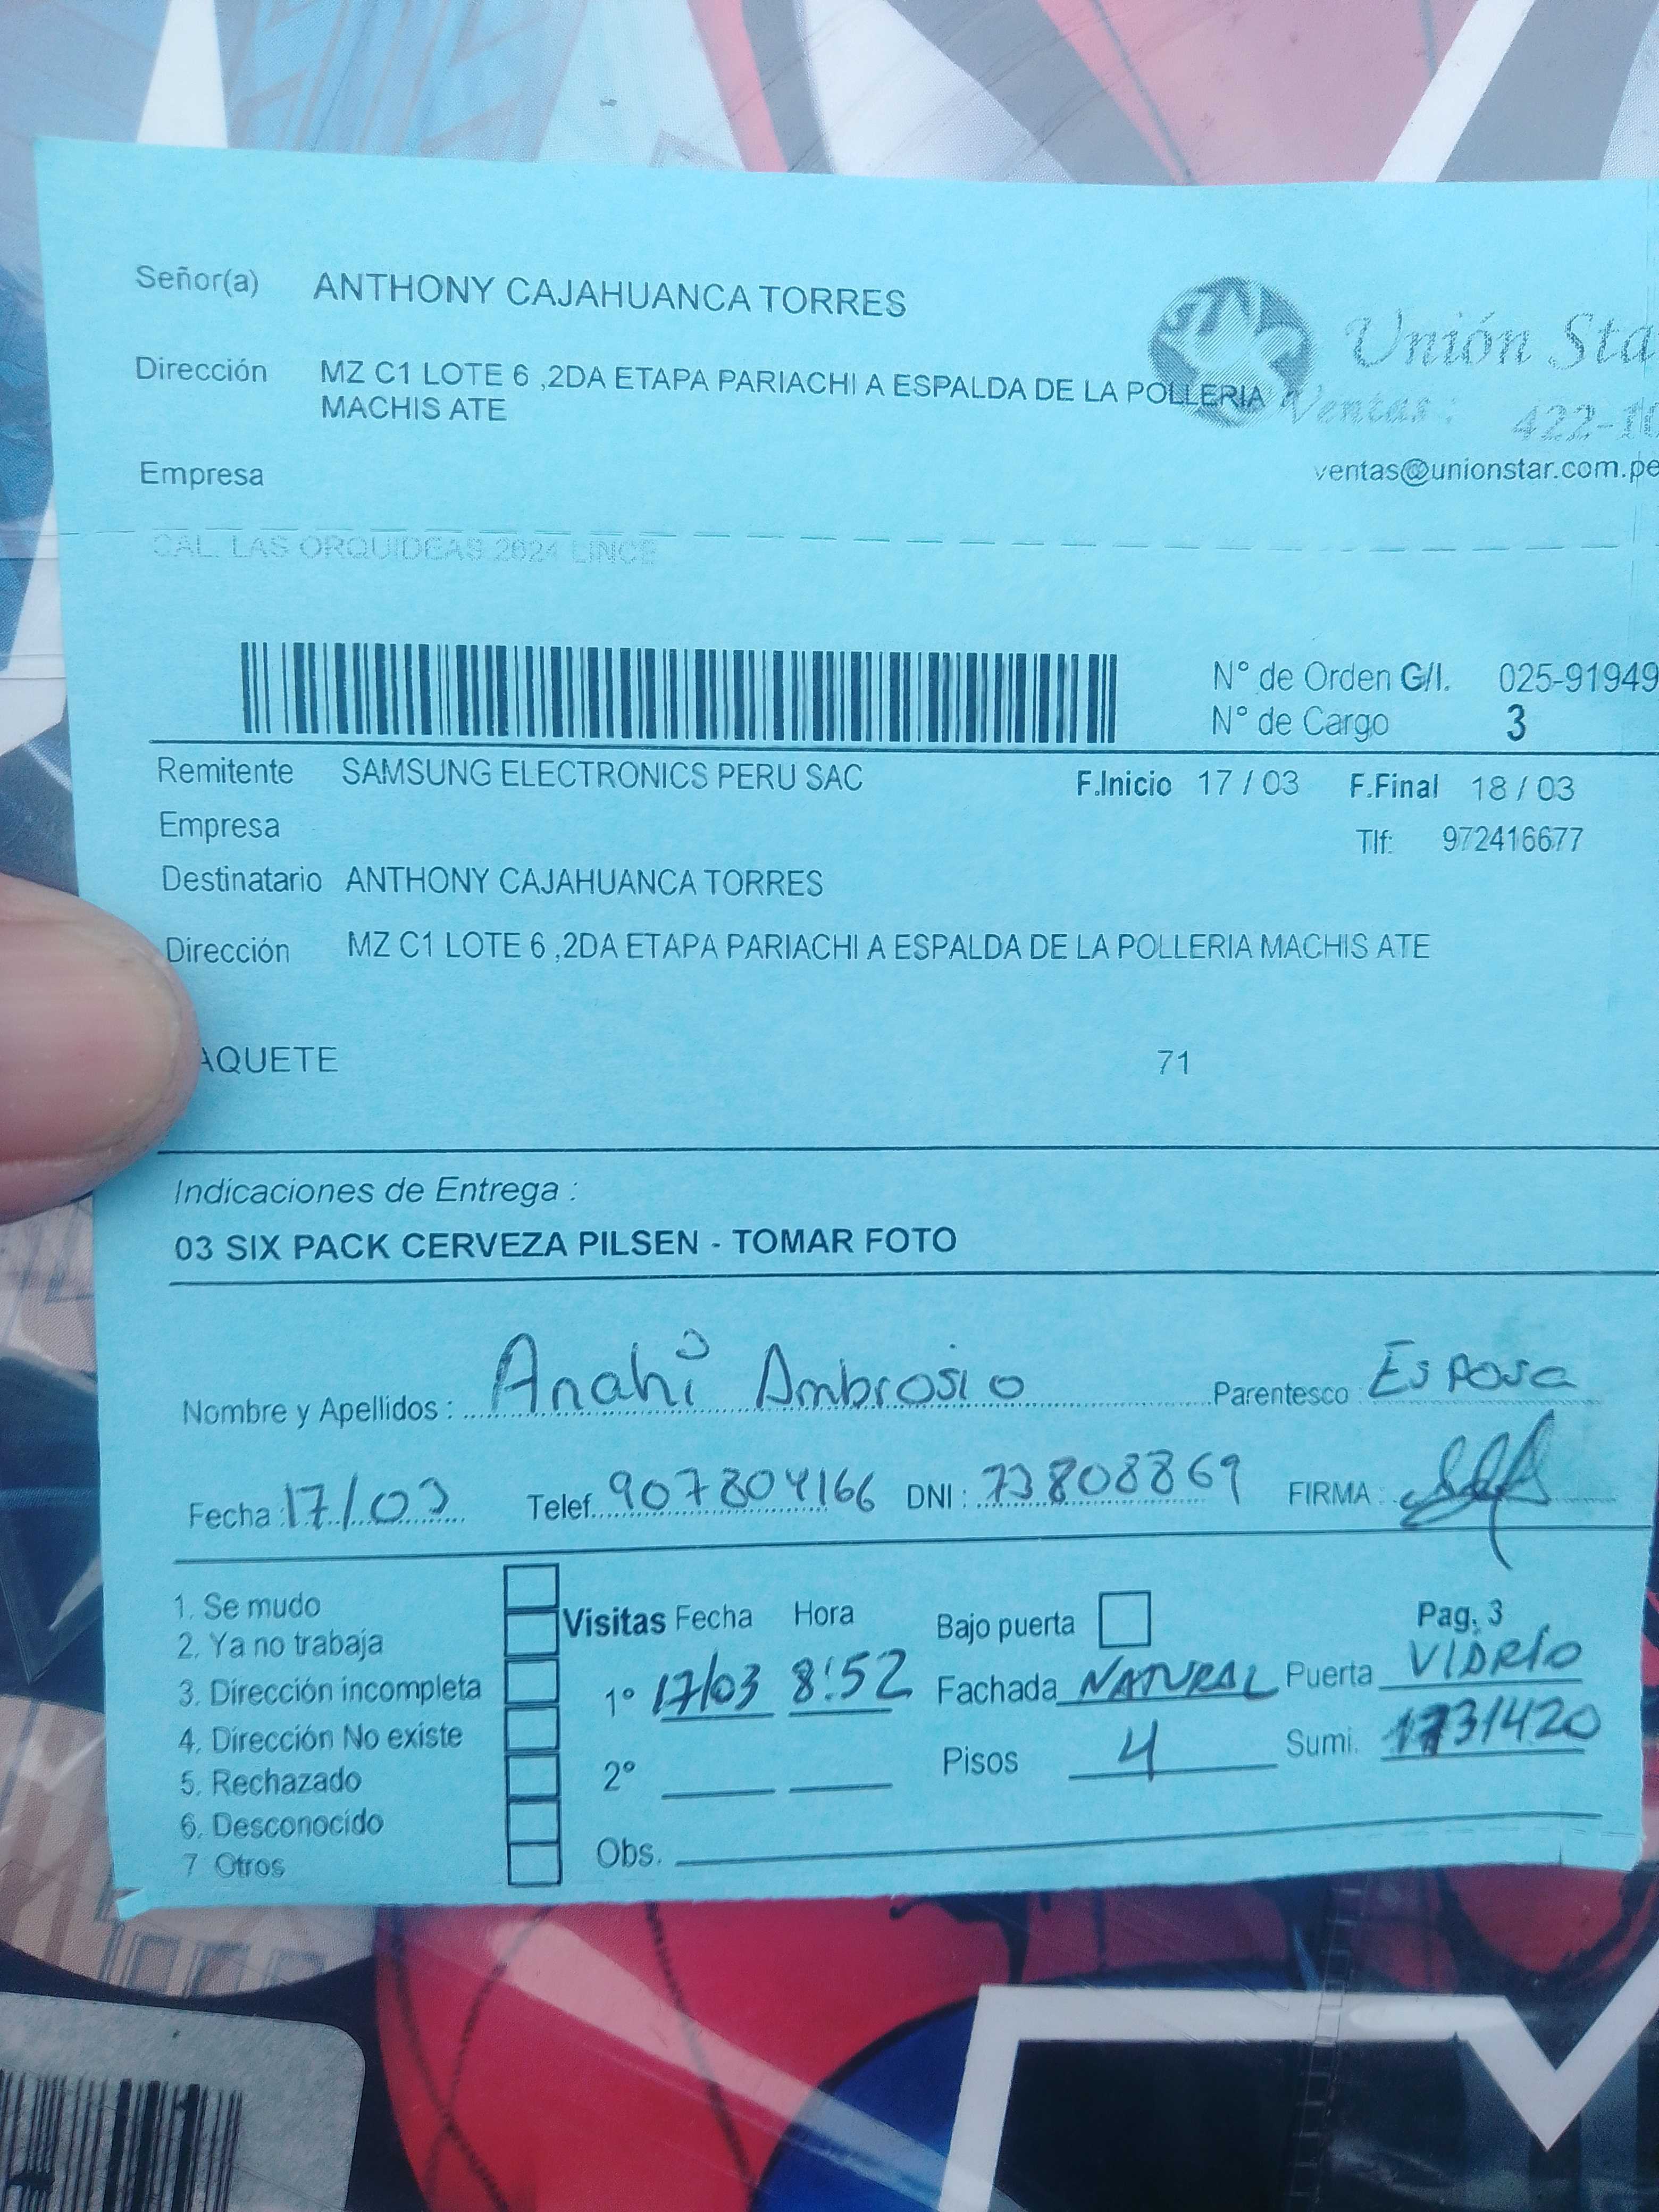 Señor(a) ANTHONY CAJAHUANCA TORRES
Dirección MZ C1 LOTE 6 ,2DA ETAPA PARIACHI A ESPALDA DE LA POLLERIA
MACHIS ATE
Unión Sta
Ventas : 422-10
ventas@unionstar.com.pe
Empresa
CAL. LAS ORQUIDEAS 2624 LINCE
N° de Orden G/I. 025-91949
N° de Cargo 3
Remitente SAMSUNG ELECTRONICS PERU SAC F.Inicio 17 / 03 F.Final 18 / 03
Empresa Tlf: 972416677
Destinatario ANTHONY CAJAHUANCA TORRES
Dirección MZ C1 LOTE 6 ,2DA ETAPA PARIACHI A ESPALDA DE LA POLLERIA MACHIS ATE
AQUETE 71
Indicaciones de Entrega :
03 SIX PACK CERVEZA PILSEN - TOMAR FOTO
Nombre y Apellidos : Anahi Ambrosio Parentesco : Esposa
Fecha : 17/03 Telef. 907804166 DNI : 73808869 FIRMA :
1. Se mudo
2. Ya no trabaja
3. Dirección incompleta
4. Dirección No existe
5. Rechazado
6. Desconocido
7 Otros
Visitas Fecha Hora Bajo puerta Pag. 3
1° 17/03 8:52 Fachada NATURAL Puerta VIDRIO
2° Pisos 4 Sumi. 1731420
Obs.